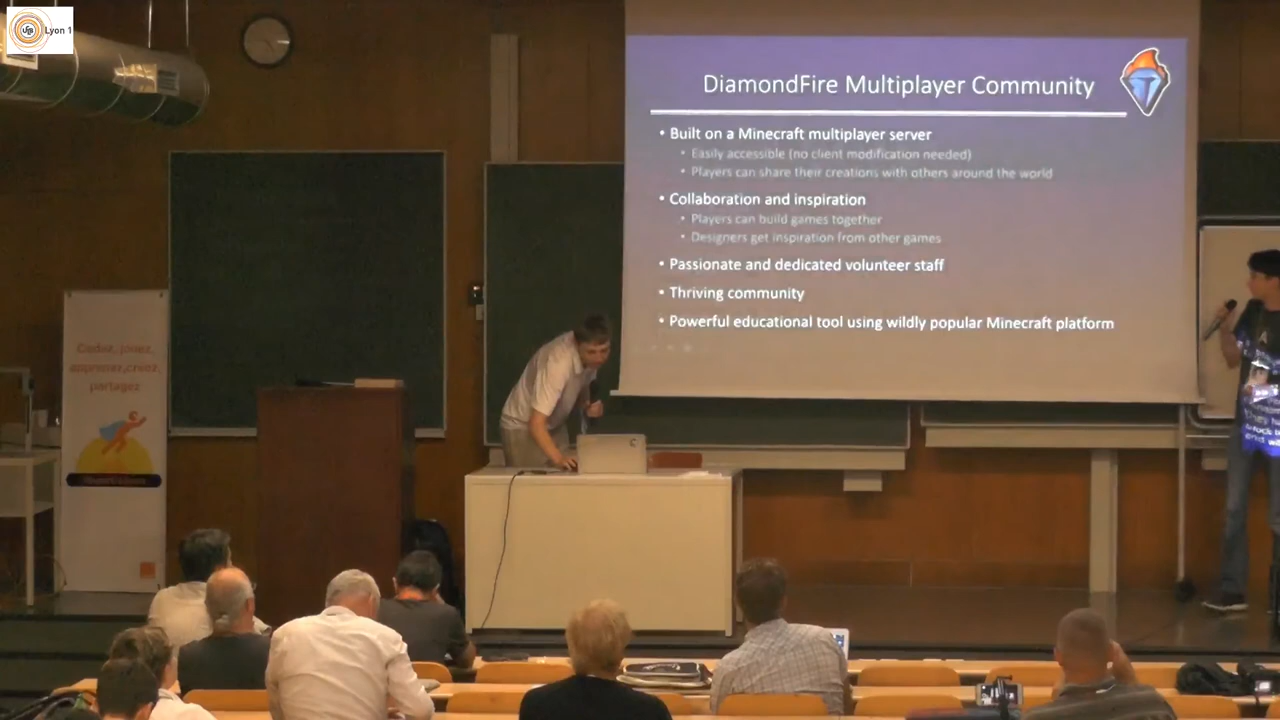 Lyon 1
DiamondFire Multiplayer Community
• Built on a Minecraft multiplayer server
• Easily accessible (no client modification needed)
• Players can share their creations with others around the world
• Collaboration and inspiration
• Players can build games together
• Designers get inspiration from other games
• Passionate and dedicated volunteer staff
• Thriving community
• Powerful educational tool using wildly popular Minecraft platform
Codez, jouez,
apprenez, créez,
partagez